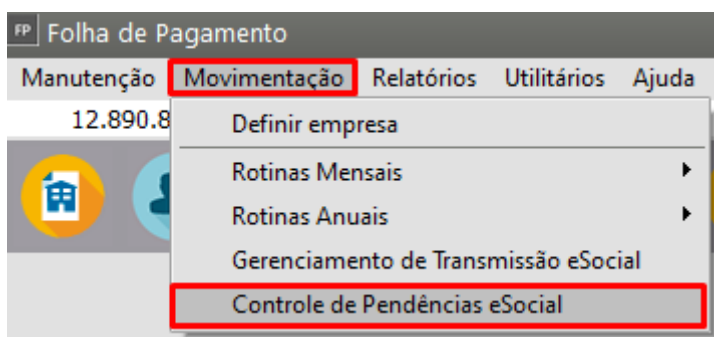 FP Folha de Pagamento
Manutenção Movimentação Relatórios Utilitários Ajuda
12.890.8
Definir empresa
Rotinas Mensais
Rotinas Anuais
Gerenciamento de Transmissão eSocial
Controle de Pendências eSocial